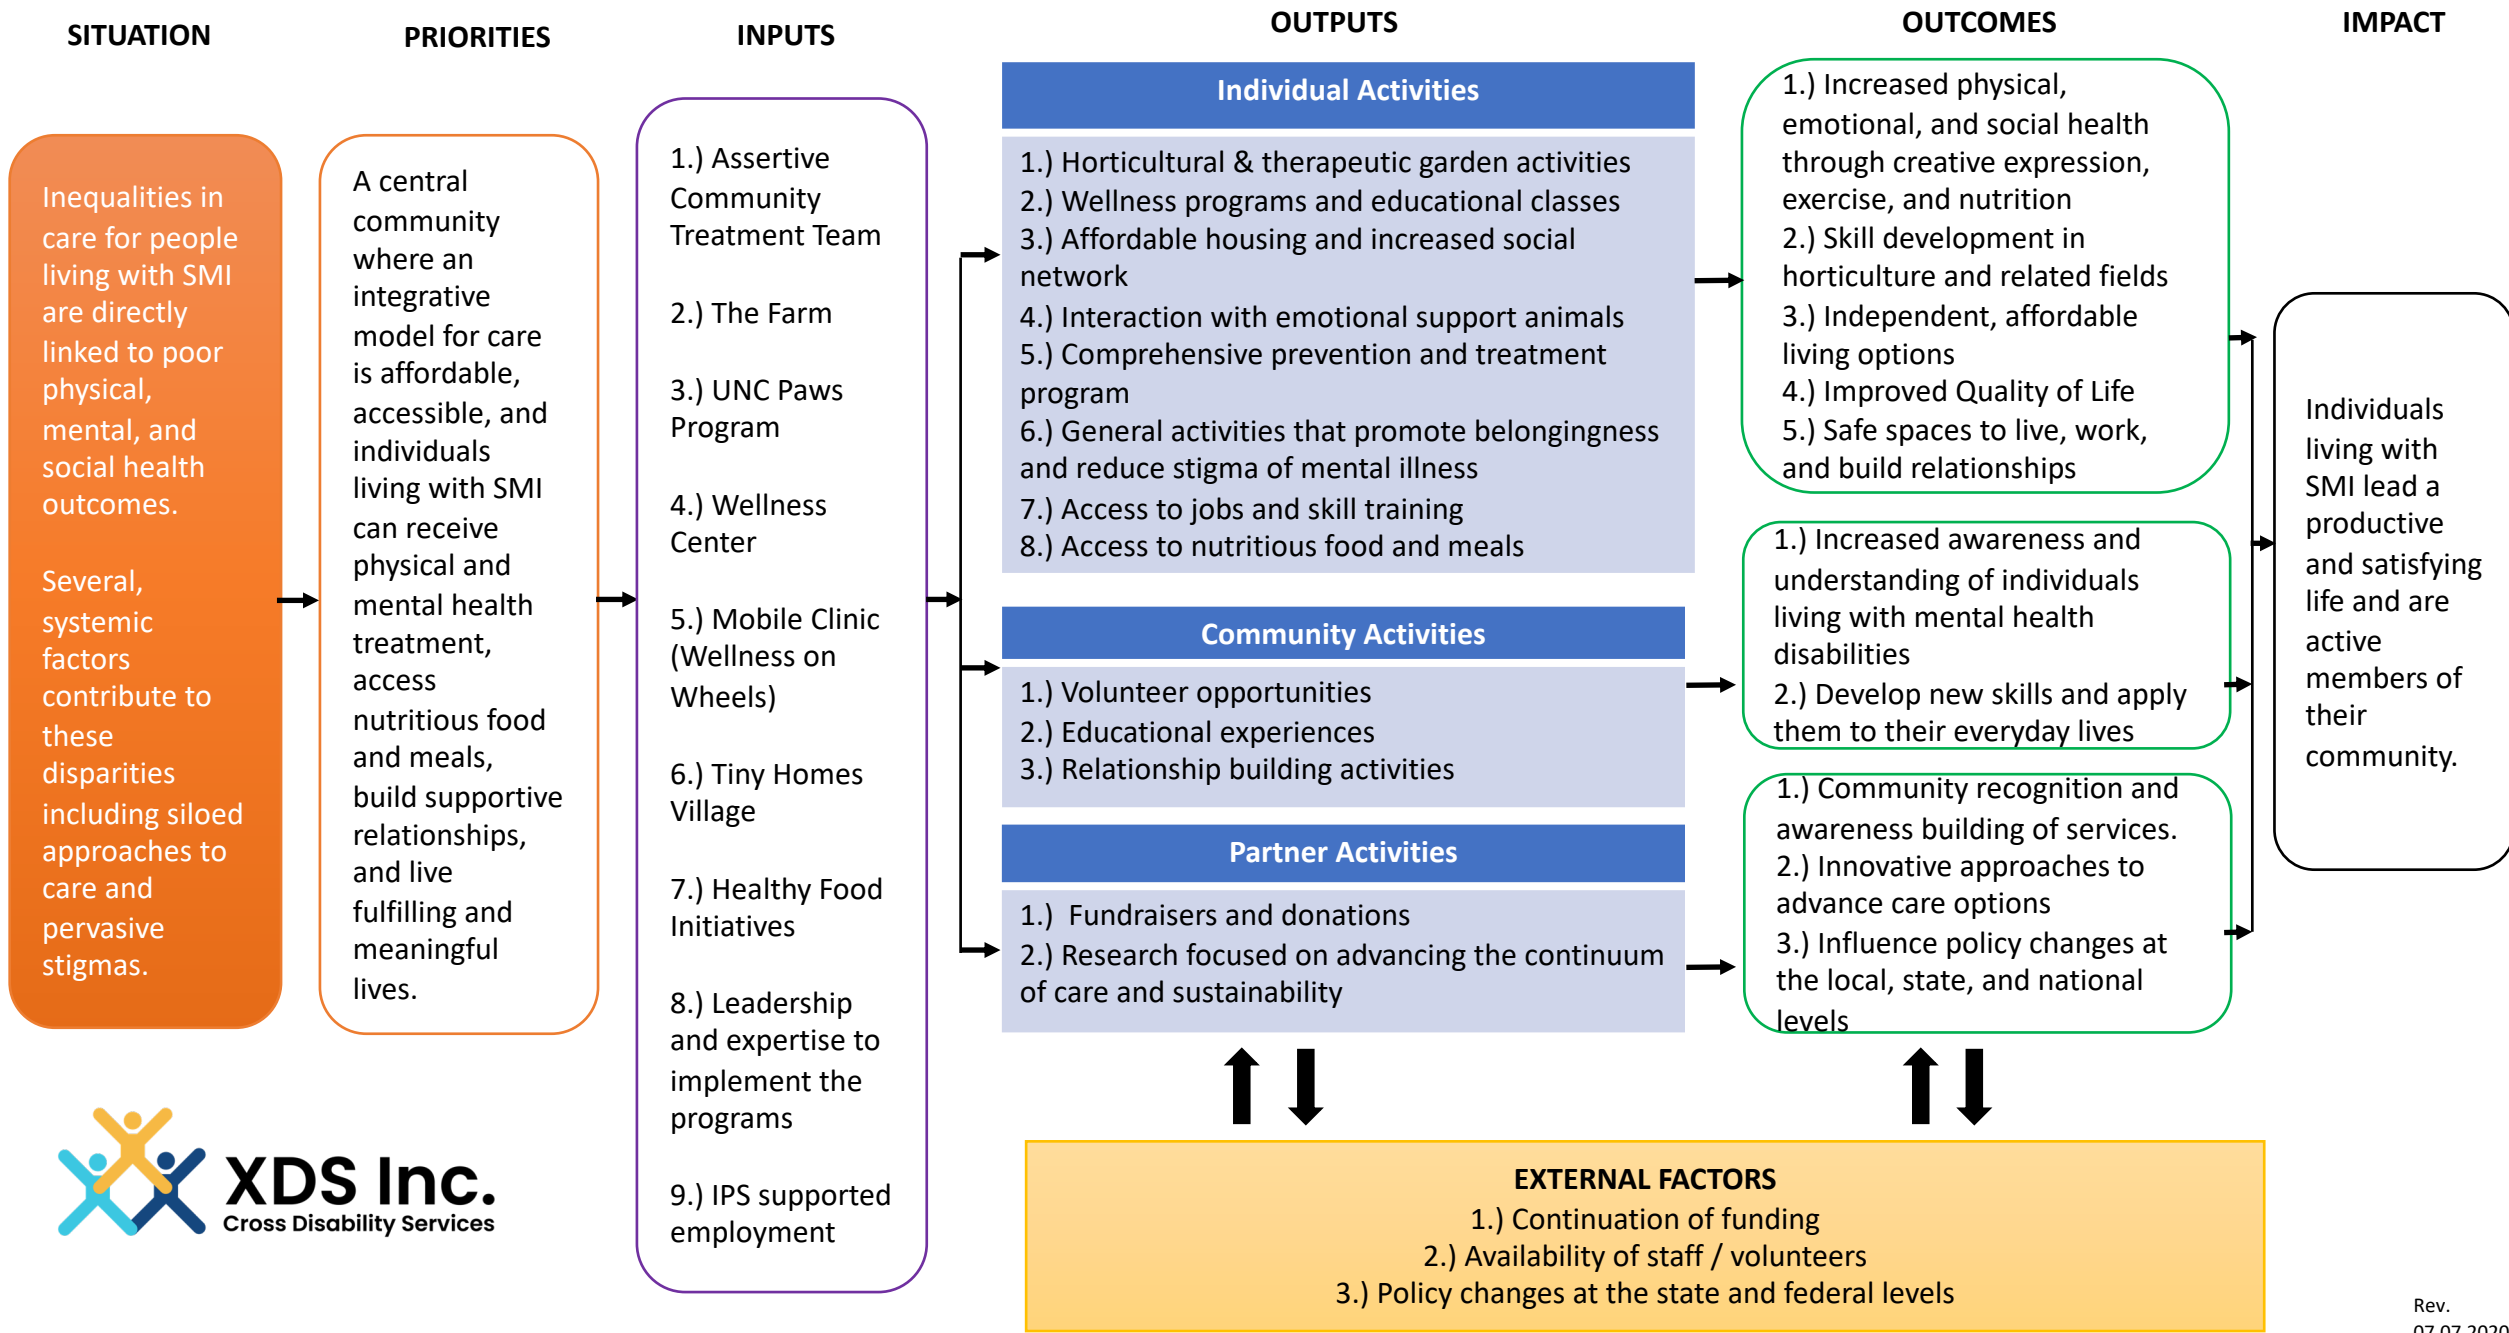 SITUATION
PRIORITIES
INPUTS
OUTPUTS
OUTCOMES
IMPACT
Inequalities in
care for people
living with SMI
are directly
linked to poor
physical,
mental, and
social health
outcomes.
Several,
systemic
factors
contribute to
these
disparities
including siloed
approaches to
care and
pervasive
stigmas.
A central
community
where an
integrative
model for care
is affordable,
accessible, and
individuals
living with SMI
can receive
physical and
mental health
treatment,
access
nutritious food
and meals,
build supportive
relationships,
and live
fulfilling and
meaningful
lives.
1.) Assertive
Community
Treatment Team
2.) The Farm
3.) UNC Paws
Program
4.) Wellness
Center
5.) Mobile Clinic
(Wellness on
Wheels)
6.) Tiny Homes
Village
7.) Healthy Food
Initiatives
8.) Leadership
and expertise to
implement the
programs
9.) IPS supported
employment
Individual Activities
1.) Horticultural & therapeutic garden activities
2.) Wellness programs and educational classes
3.) Affordable housing and increased social
network
4.) Interaction with emotional support animals
5.) Comprehensive prevention and treatment
program
6.) General activities that promote belongingness
and reduce stigma of mental illness
7.) Access to jobs and skill training
8.) Access to nutritious food and meals
Community Activities
1.) Volunteer opportunities
2.) Educational experiences
3.) Relationship building activities
Partner Activities
1.) Fundraisers and donations
2.) Research focused on advancing the continuum
of care and sustainability
1.) Increased physical,
emotional, and social health
through creative expression,
exercise, and nutrition
2.) Skill development in
horticulture and related fields
3.) Independent, affordable
living options
4.) Improved Quality of Life
5.) Safe spaces to live, work,
and build relationships
1.) Increased awareness and
understanding of individuals
living with mental health
disabilities
2.) Develop new skills and apply
them to their everyday lives
1.) Community recognition and
awareness building of services.
2.) Innovative approaches to
advance care options
3.) Influence policy changes at
the local, state, and national
levels
Individuals
living with
SMI lead a
productive
and satisfying
life and are
active
members of
their
community.
XDS Inc.
Cross Disability Services
EXTERNAL FACTORS
1.) Continuation of funding
2.) Availability of staff / volunteers
3.) Policy changes at the state and federal levels
Rev.
07.07.2020